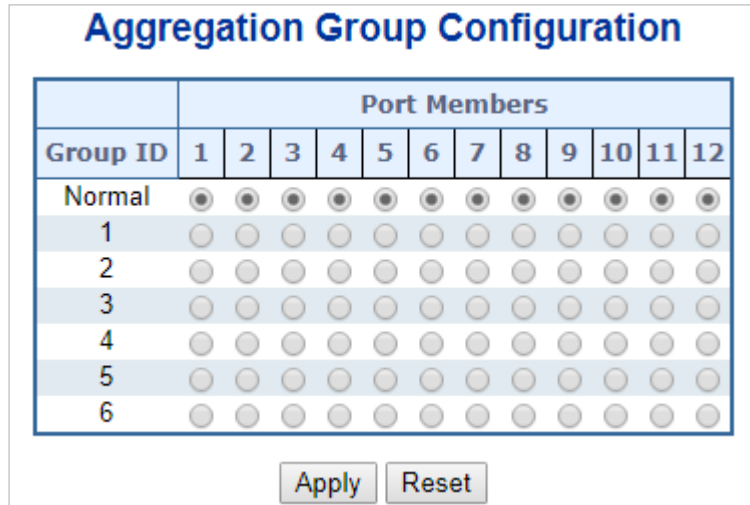 Aggregation Group Configuration
Port Members
Group ID 1 2 3 4 5 6 7 8 9 10 11 12
Normal
1
2
3
4
5
6
Apply Reset